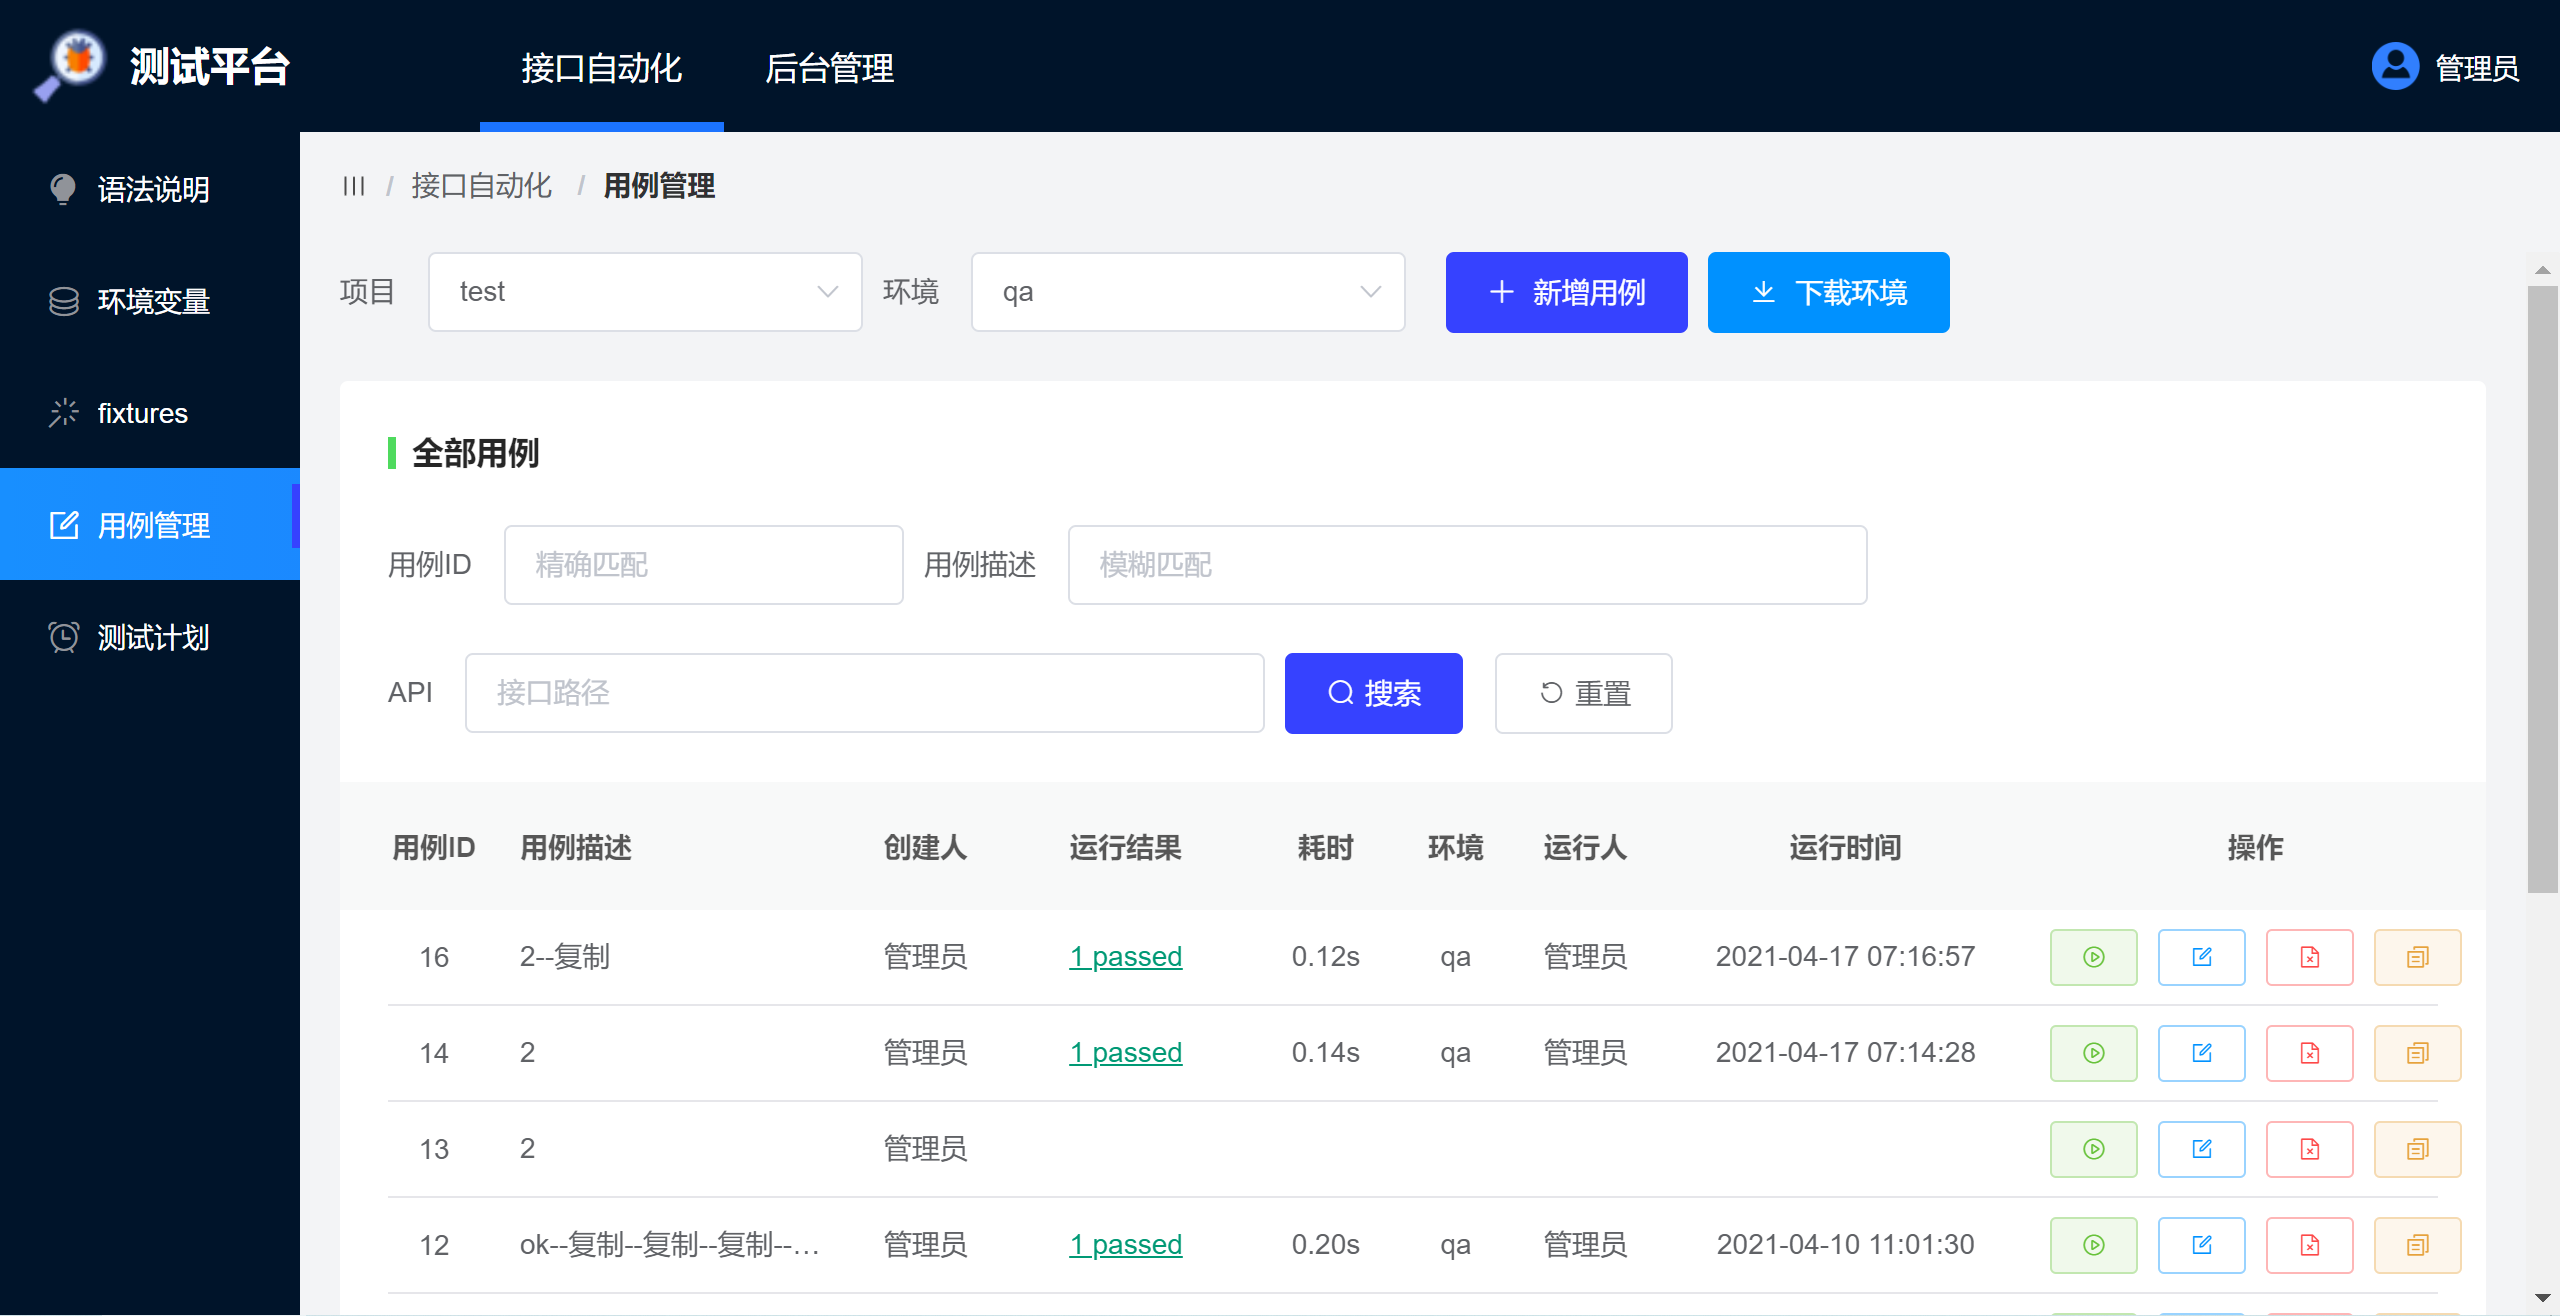 测试平台
接口自动化
后台管理
管理员
语法说明
环境变量
fixtures
用例管理
测试计划
/ 接口自动化 / 用例管理
项目 test 环境 qa 新增用例 下载环境
全部用例
用例ID 精确匹配 用例描述 模糊匹配
API 接口路径 搜索 重置
用例ID 用例描述 创建人 运行结果 耗时 环境 运行人 运行时间 操作
16 2--复制 管理员 1 passed 0.12s qa 管理员 2021-04-17 07:16:57
14 2 管理员 1 passed 0.14s qa 管理员 2021-04-17 07:14:28
13 2 管理员
12 ok--复制--复制--复制--... 管理员 1 passed 0.20s qa 管理员 2021-04-10 11:01:30